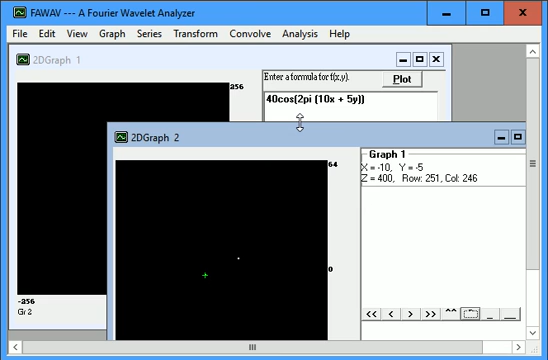 FAWAV --- A Fourier Wavelet Analyzer
File Edit View Graph Series Transform Convolve Analysis Help
2DGraph 1
256
Enter a formula for f(x,y).
Plot
40cos(2pi (10x + 5y))
-256
Gr 2
2DGraph 2
64
0
Graph 1
X = -10, Y = -5
Z = 400, Row: 251, Col: 246
<< < > >> ^^ _ __